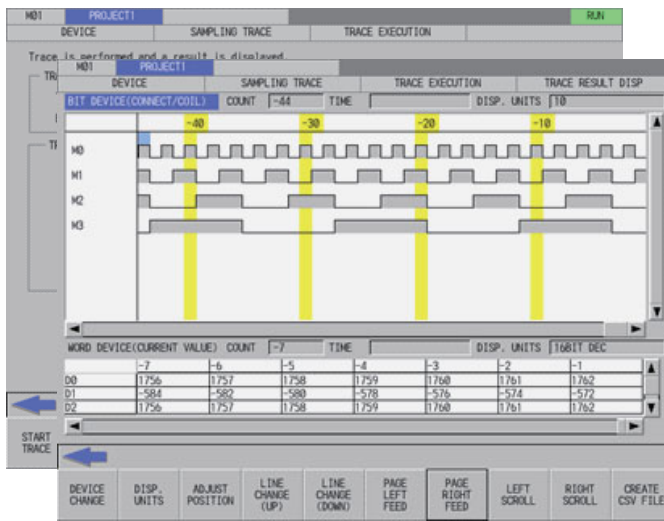 M01 PROJECT1 RUN
DEVICE SAMPLING TRACE TRACE EXECUTION
Trace is performed and a result is displayed.
M01 PROJECT1
DEVICE SAMPLING TRACE TRACE EXECUTION TRACE RESULT DISP
BIT DEVICE(CONNECT/COIL) COUNT -44 TIME DISP. UNITS 10
-40 -30 -20 -10
M0
M1
M2
M3
WORD DEVICE(CURRENT VALUE) COUNT -7 TIME DISP. UNITS 16BIT DEC
-7 -6 -5 -4 -3 -2 -1
D0 1756 1757 1758 1759 1760 1761 1762
D1 -584 -582 -580 -578 -576 -574 -572
D2 1756 1757 1758 1759 1760 1761 1762
START TRACE
DEVICE CHANGE
DISP. UNITS
ADJUST POSITION
LINE CHANGE (UP)
LINE CHANGE (DOWN)
PAGE LEFT FEED
PAGE RIGHT FEED
LEFT SCROLL
RIGHT SCROLL
CREATE CSV FILE